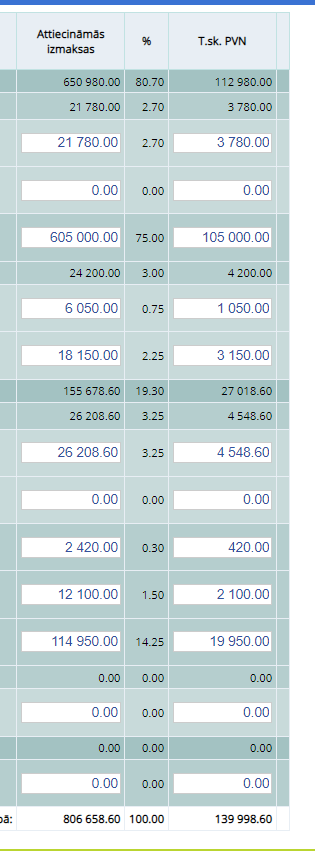 Attiecināmās
izmaksas
%
T.sk. PVN
650 980.00 80.70 112 980.00
21 780.00 2.70 3 780.00
21 780.00 2.70 3 780.00
0.00 0.00 0.00
605 000.00 75.00 105 000.00
24 200.00 3.00 4 200.00
6 050.00 0.75 1 050.00
18 150.00 2.25 3 150.00
155 678.60 19.30 27 018.60
26 208.60 3.25 4 548.60
26 208.60 3.25 4 548.60
0.00 0.00 0.00
2 420.00 0.30 420.00
12 100.00 1.50 2 100.00
114 950.00 14.25 19 950.00
0.00 0.00 0.00
0.00 0.00 0.00
0.00 0.00 0.00
0.00 0.00 0.00
pā: 806 658.60 100.00 139 998.60